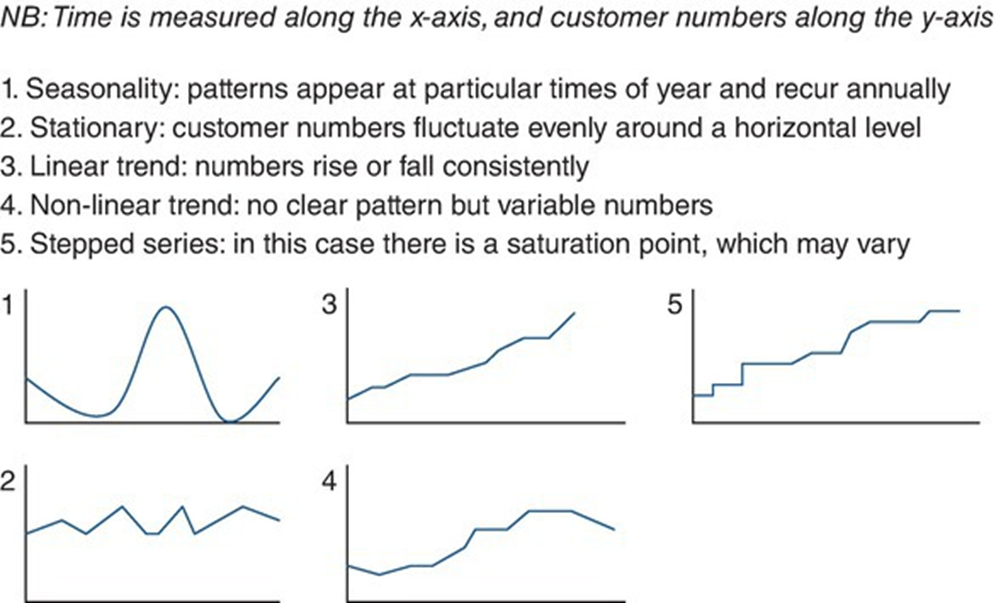 NB: Time is measured along the x-axis, and customer numbers along the y-axis
1. Seasonality: patterns appear at particular times of year and recur annually
2. Stationary: customer numbers fluctuate evenly around a horizontal level
3. Linear trend: numbers rise or fall consistently
4. Non-linear trend: no clear pattern but variable numbers
5. Stepped series: in this case there is a saturation point, which may vary
1
3
5
2
4